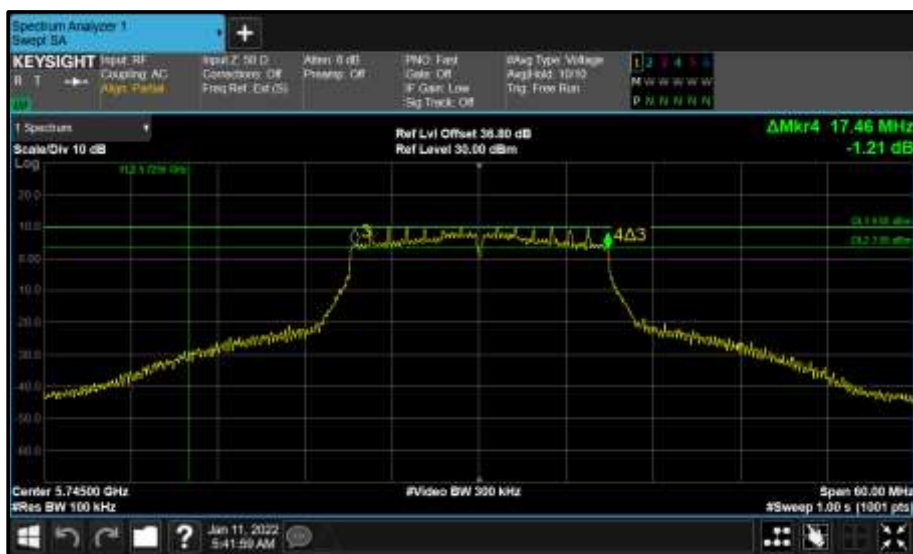 Spectrum Analyzer 1
Swept SA
+
KEYSIGHT
R T
Input: RF
Coupling: AC
Align: Partial
Input Z: 50 Ω
Corrections: Off
Freq Ref: Ext (S)
Atten: 6 dB
Preamp: Off
PNO: Fast
Gate: Off
IF Gain: Low
Sig Track: Off
#Avg Type: Voltage
Avg|Hold: 10/10
Trig: Free Run
1 2 3 4 5 6
M W W W W W
P N N N N N
1 Spectrum
Scale/Div 10 dB
Log
Ref Lvl Offset 36.80 dB
Ref Level 30.00 dBm
ΔMkr4 17.46 MHz
-1.21 dB
20.0
10.0
0.00
-10.0
-20.0
-30.0
-40.0
-50.0
-60.0
3
4Δ3
Center 5.74500 GHz
#Res BW 100 kHz
#Video BW 300 kHz
Span 60.00 MHz
#Sweep 1.00 s (1001 pts)
?
Jan 11, 2022
5:41:59 AM